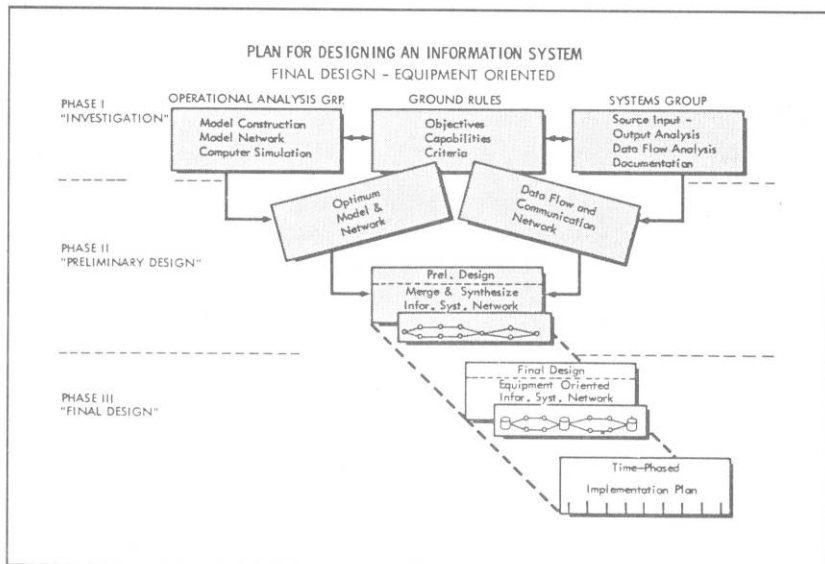 PLAN FOR DESIGNING AN INFORMATION SYSTEM
FINAL DESIGN - EQUIPMENT ORIENTED
PHASE I
"INVESTIGATION"
OPERATIONAL ANALYSIS GRP.
Model Construction
Model Network
Computer Simulation
GROUND RULES
Objectives
Capabilities
Criteria
SYSTEMS GROUP
Source Input -
Output Analysis
Data Flow Analysis
Documentation
Optimum
Model &
Network
Data Flow and
Communication
Network
PHASE II
"PRELIMINARY DESIGN"
Prel. Design
Merge & Synthesize
Infor. Syst. Network
PHASE III
"FINAL DESIGN"
Final Design
Equipment Oriented
Infor. Syst. Network
Time-Phased
Implementation Plan